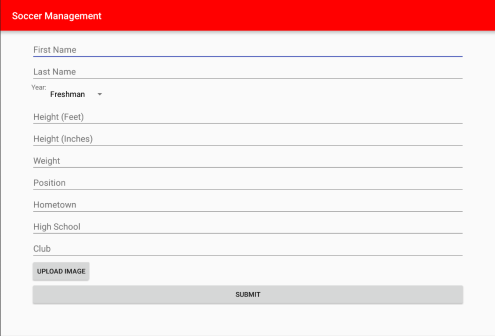 Soccer Management
First Name
Last Name
Year:
Freshman
Height (Feet)
Height (Inches)
Weight
Position
Hometown
High School
Club
UPLOAD IMAGE
SUBMIT